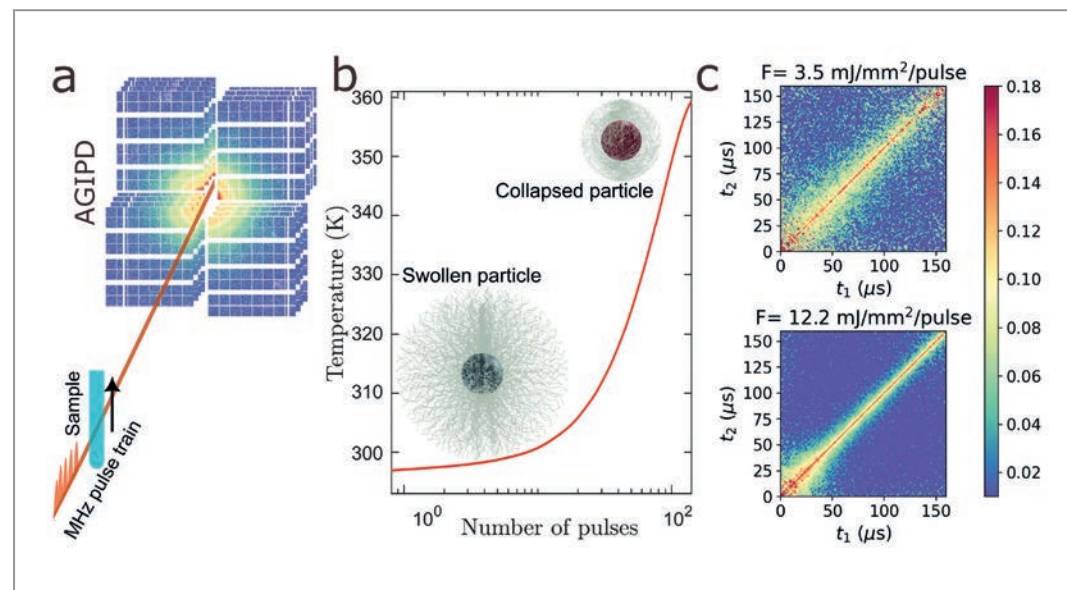 a
AGIPD
Sample
MHz pulse train
b
360
350
340
330
320
310
300
Temperature (K)
Collapsed particle
Swollen particle
10⁰
10¹
10²
Number of pulses
c
F= 3.5 mJ/mm²/pulse
150
125
100
75
50
25
0
t₂ (μs)
0 50 100 150
t₁ (μs)
F= 12.2 mJ/mm²/pulse
150
125
100
75
50
25
0
t₂ (μs)
0 50 100 150
t₁ (μs)
0.18
0.16
0.14
0.12
0.10
0.08
0.06
0.04
0.02